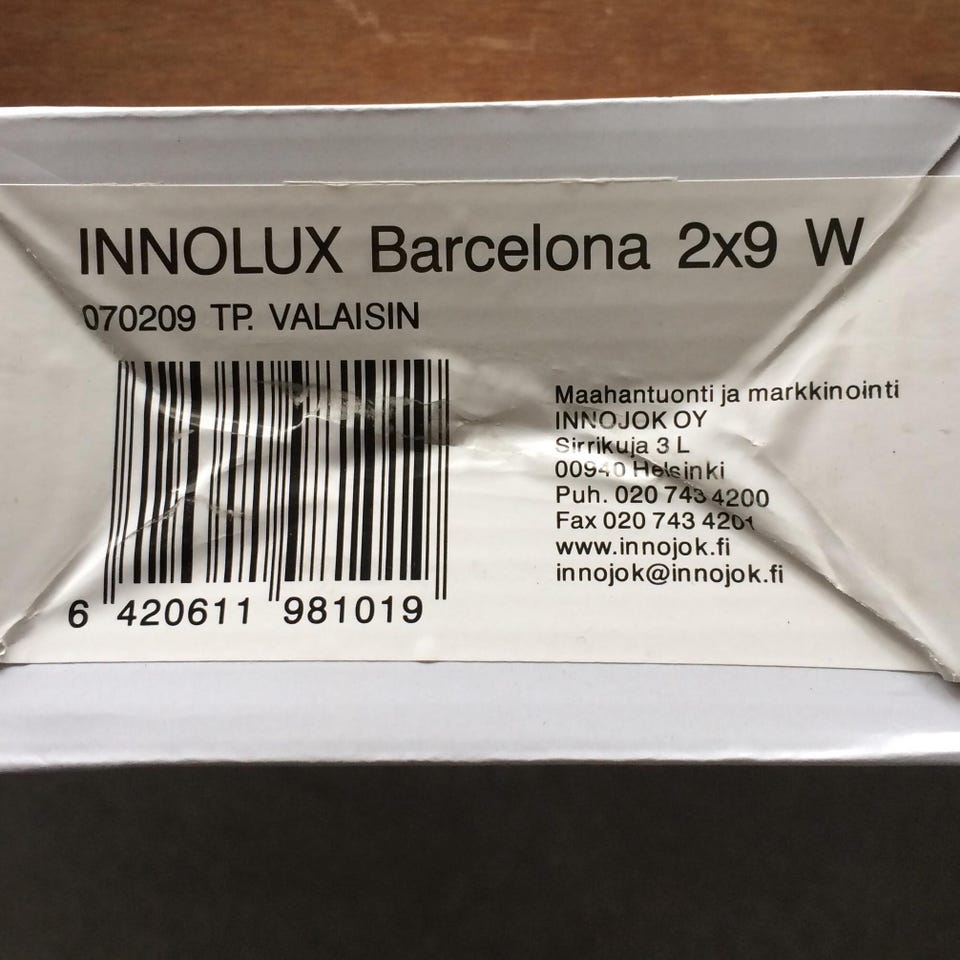 INNOLUX Barcelona 2x9 W
070209 TP. VALAISIN
Maahantuonti ja markkinointi
INNOJOK OY
Sirrikuja 3 L
00940 Helsinki
Puh. 020 743 4200
Fax 020 743 4201
www.innojok.fi
innojok@innojok.fi
6 420611 981019